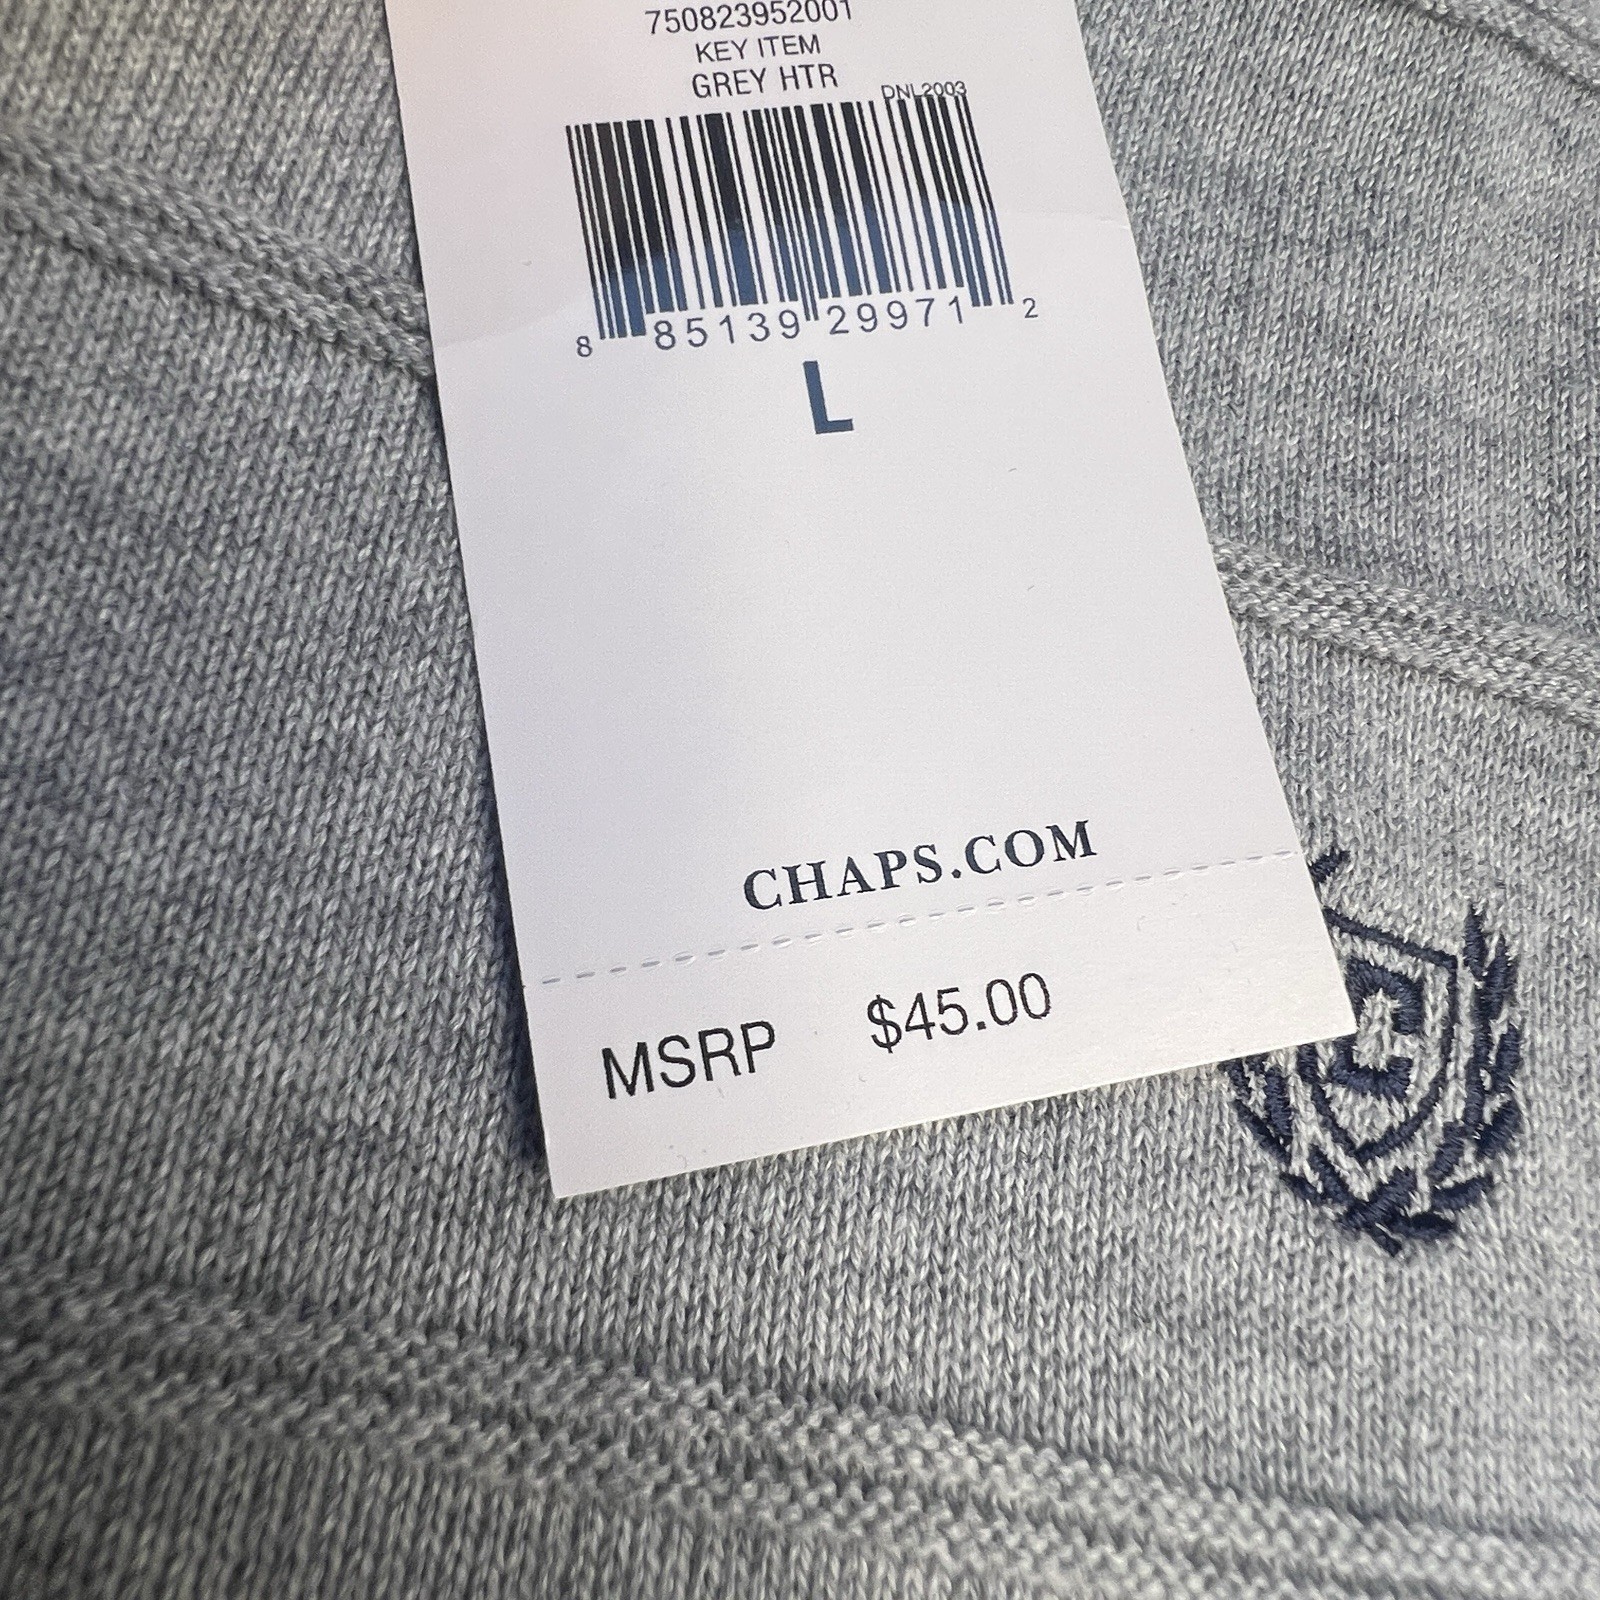 750823952001
KEY ITEM
GREY HTR
DNL2003
8 85139 29971 2
L
CHAPS.COM
MSRP $45.00
C